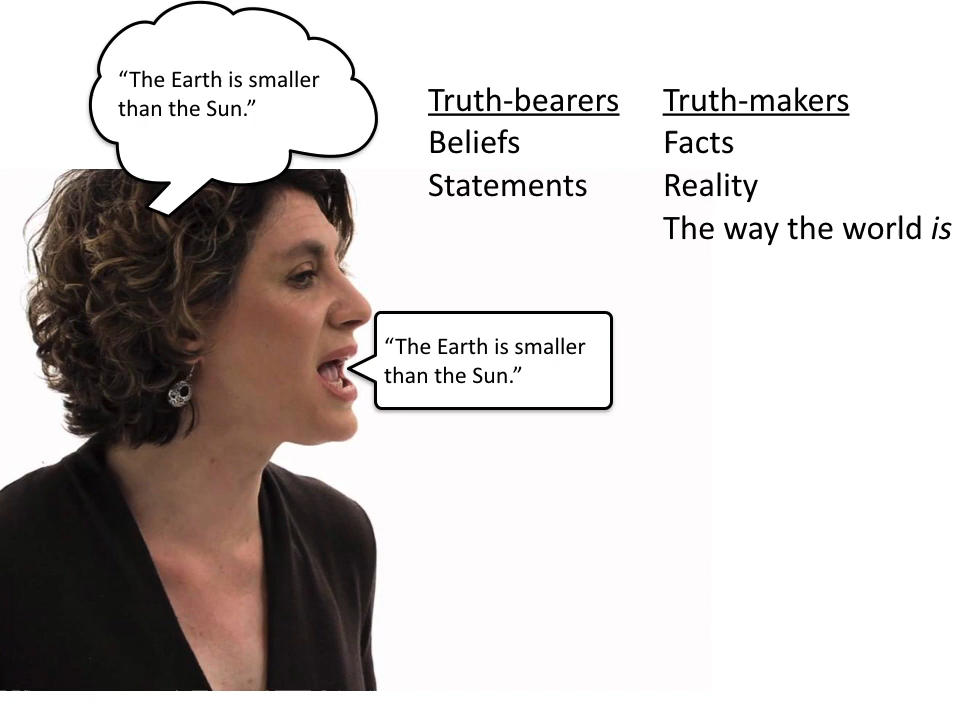 “The Earth is smaller
than the Sun.”
Truth-bearers
Beliefs
Statements
Truth-makers
Facts
Reality
The way the world is
“The Earth is smaller
than the Sun.”